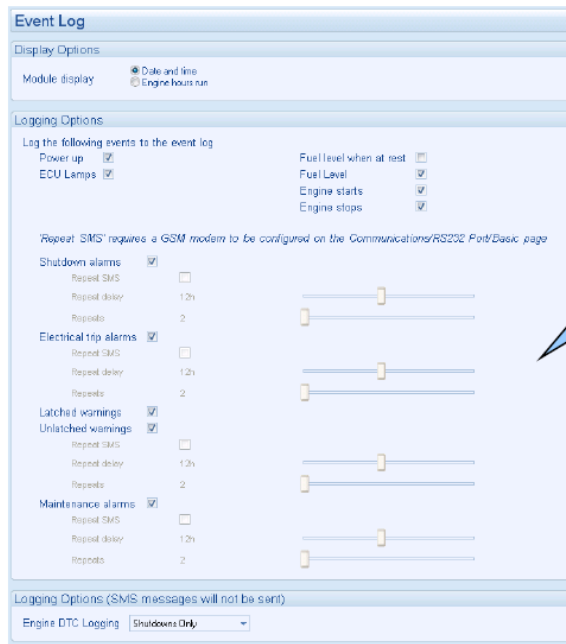 Event Log
Display Options
Module display
Date and time
Engine hours run
Logging Options
Log the following events to the event log
Power up
Fuel level when at rest
ECU Lamps
Fuel Level
Engine starts
Engine stops
'Repeat SMS' requires a GSM modem to be configured on the Communications/RS232 Port/Basic page
Shutdown alarms
Repeat SMS
Repeat delay 12h
Repeats 2
Electrical trip alarms
Repeat SMS
Repeat delay 12h
Repeats 2
Latched warnings
Unlatched warnings
Repeat SMS
Repeat delay 12h
Repeats 2
Maintenance alarms
Repeat SMS
Repeat delay 12h
Repeats 2
Logging Options (SMS messages will not be sent)
Engine DTC Logging Shutdowns Only